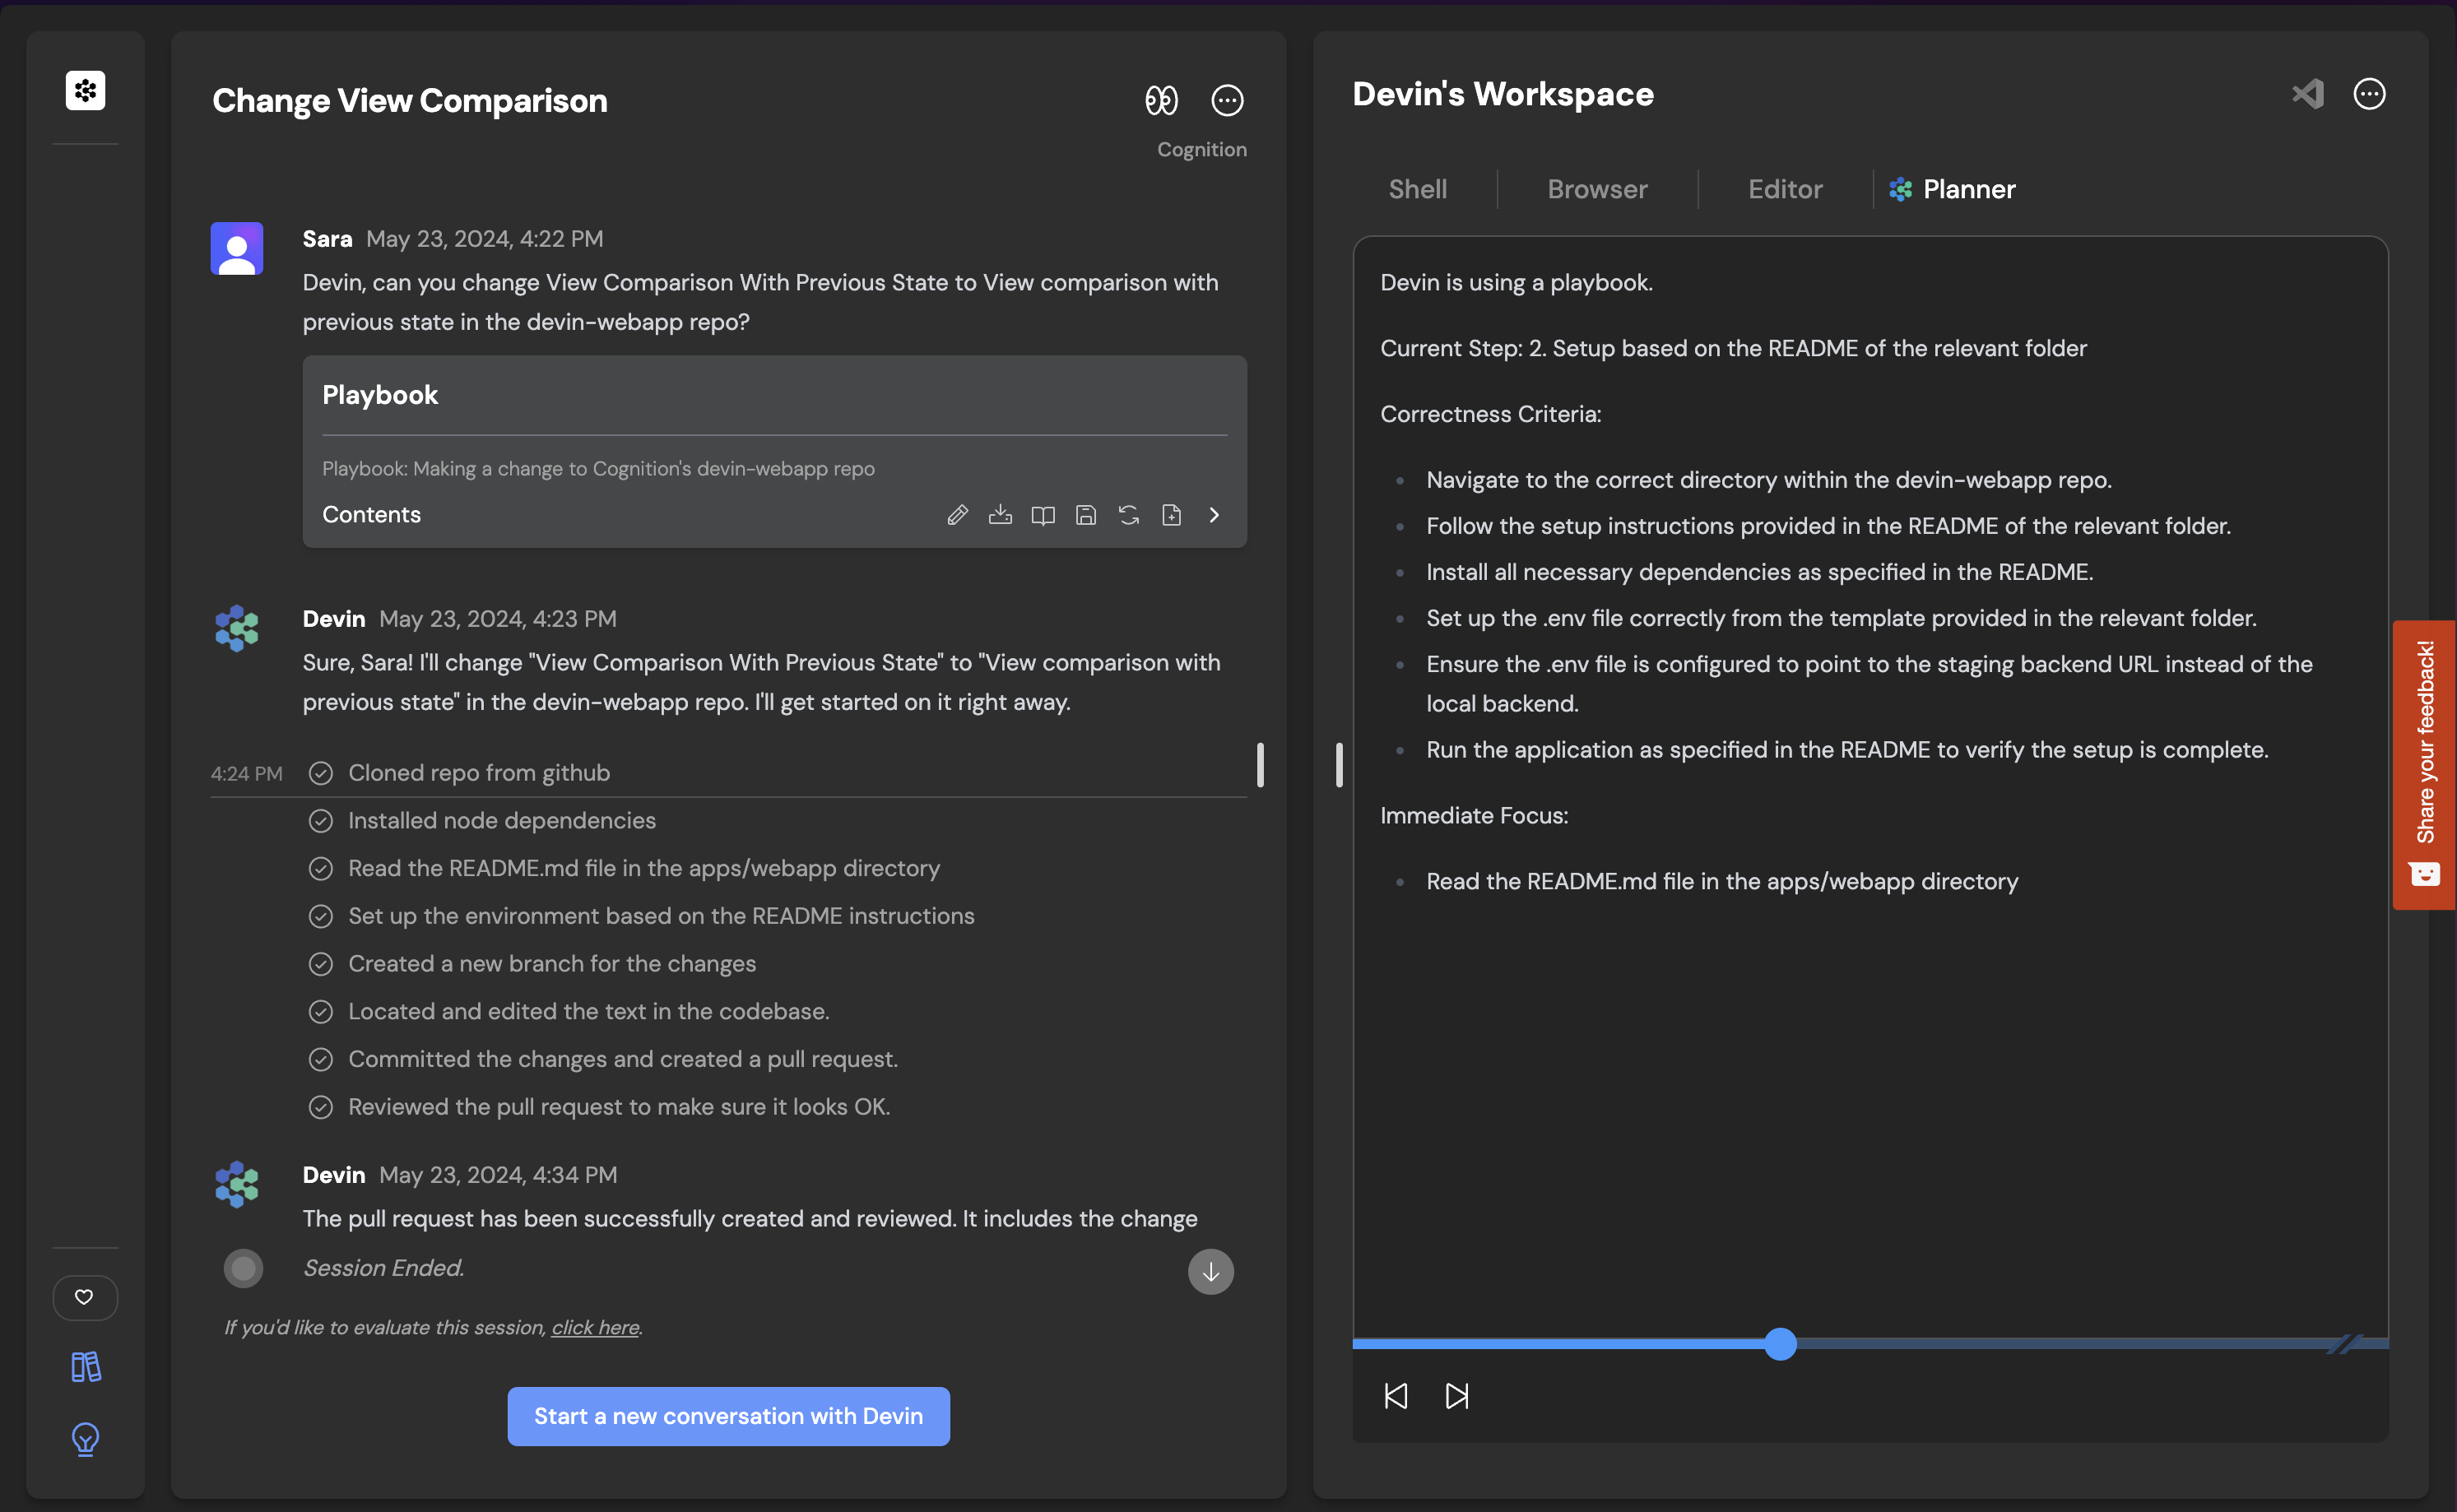 Change View Comparison
Cognition
Sara May 23, 2024, 4:22 PM
Devin, can you change View Comparison With Previous State to View comparison with
previous state in the devin-webapp repo?
Playbook
Playbook: Making a change to Cognition's devin-webapp repo
Contents
Devin May 23, 2024, 4:23 PM
Sure, Sara! I'll change "View Comparison With Previous State" to "View comparison with
previous state" in the devin-webapp repo. I'll get started on it right away.
4:24 PM Cloned repo from github
Installed node dependencies
Read the README.md file in the apps/webapp directory
Set up the environment based on the README instructions
Created a new branch for the changes
Located and edited the text in the codebase.
Committed the changes and created a pull request.
Reviewed the pull request to make sure it looks OK.
Devin May 23, 2024, 4:34 PM
The pull request has been successfully created and reviewed. It includes the change
Session Ended.
If you'd like to evaluate this session, click here.
Start a new conversation with Devin
Devin's Workspace
Shell Browser Editor Planner
Devin is using a playbook.
Current Step: 2. Setup based on the README of the relevant folder
Correctness Criteria:
Navigate to the correct directory within the devin-webapp repo.
Follow the setup instructions provided in the README of the relevant folder.
Install all necessary dependencies as specified in the README.
Set up the .env file correctly from the template provided in the relevant folder.
Ensure the .env file is configured to point to the staging backend URL instead of the
local backend.
Run the application as specified in the README to verify the setup is complete.
Immediate Focus:
Read the README.md file in the apps/webapp directory
Share your feedback!